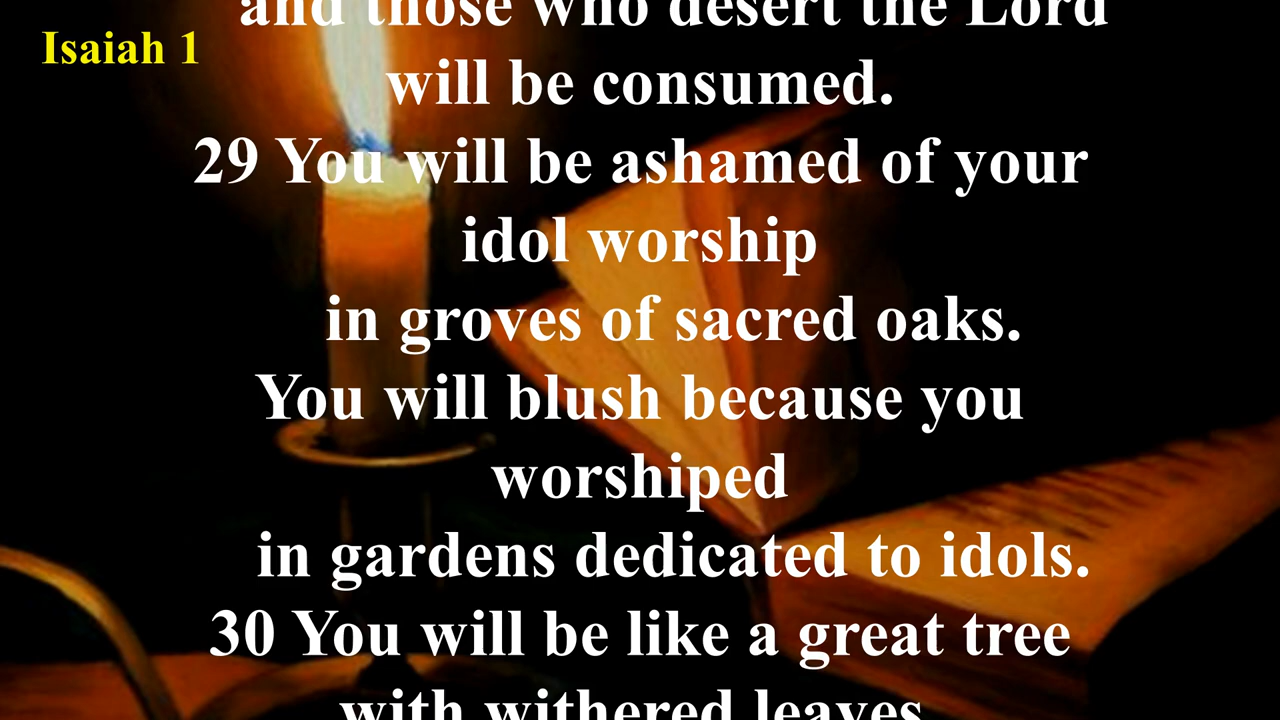 Isaiah 1
and those who desert the Lord
will be consumed.
29 You will be ashamed of your
idol worship
in groves of sacred oaks.
You will blush because you
worshiped
in gardens dedicated to idols.
30 You will be like a great tree
with withered leaves